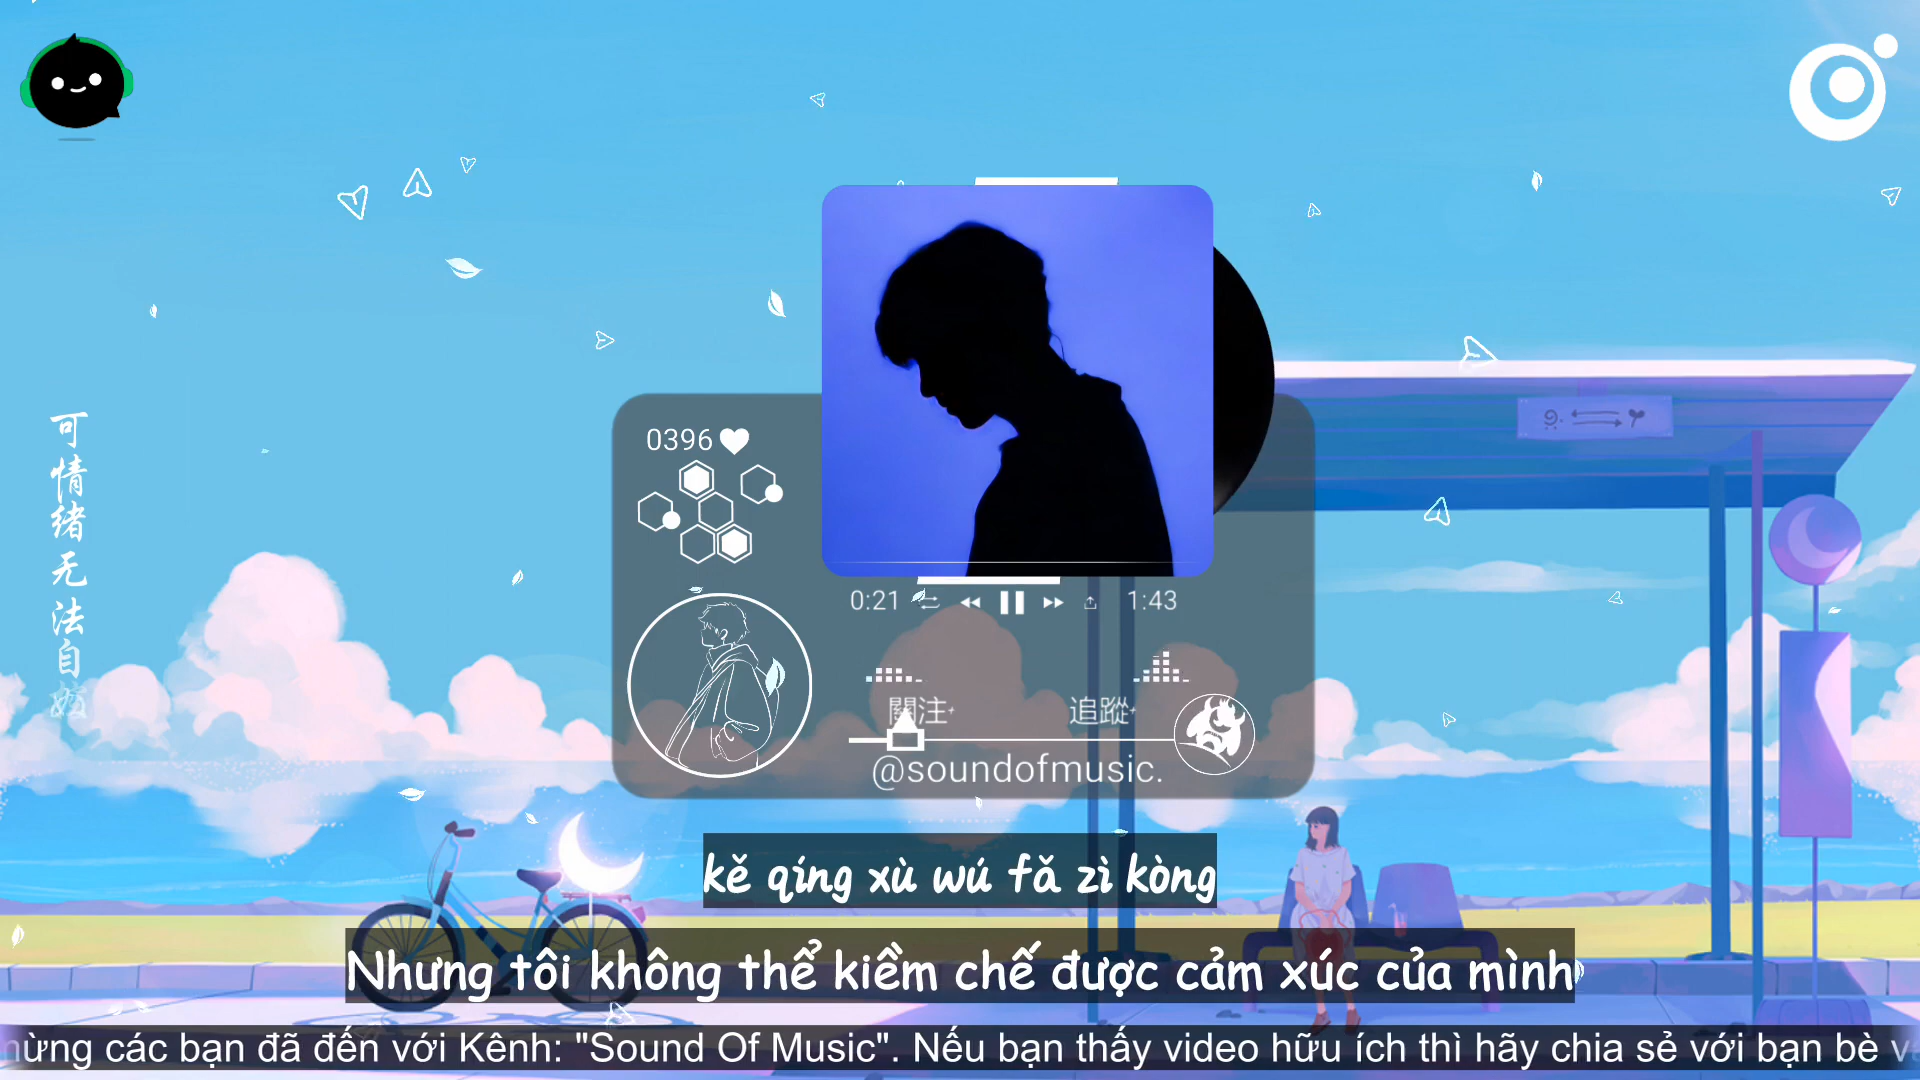 可情绪无法自
0396
0:21 1:43
關注+ 追蹤+
@soundofmusic.
kě qíng xù wú fǎ zì kòng
Nhưng tôi không thể kiềm chế được cảm xúc của mình
các bạn đã đến với Kênh: "Sound Of Music". Nếu bạn thấy video hữu ích thì hãy chia sẻ với bạn bè